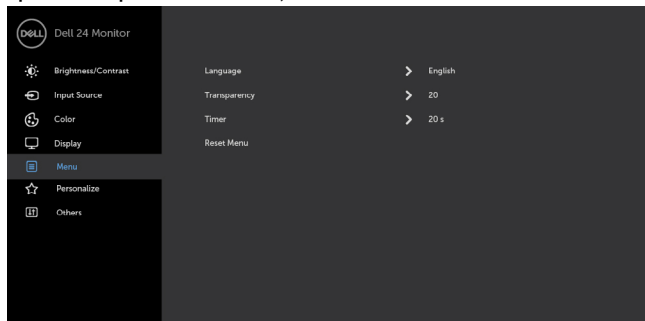 DELL Dell 24 Monitor
Brightness/Contrast Language English
Input Source Transparency 20
Color Timer 20 s
Display Reset Menu
Menu
Personalize
Others